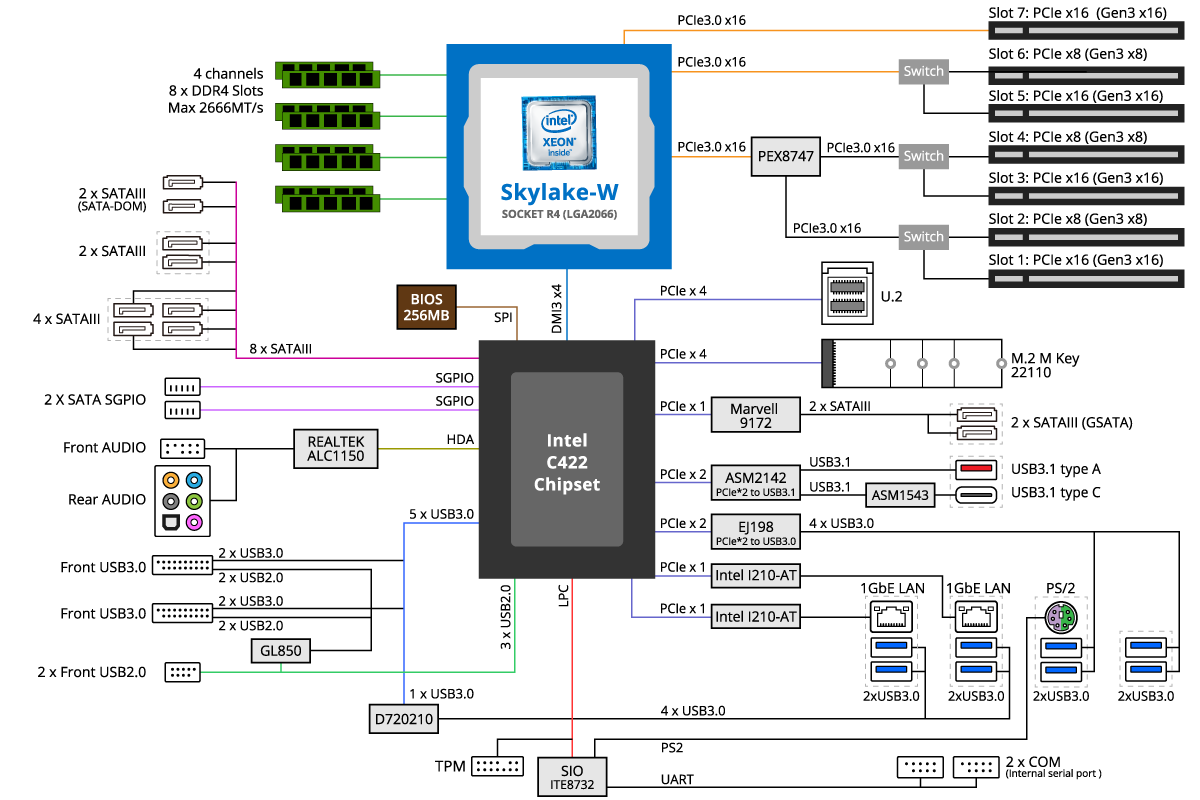 PCIe3.0 x16
Slot 7: PCIe x16 (Gen3 x16)
4 channels
8 x DDR4 Slots
Max 2666MT/s
PCIe3.0 x16
Switch
Slot 6: PCIe x8 (Gen3 x8)
Slot 5: PCIe x16 (Gen3 x16)
intel
XEON
inside
Skylake-W
SOCKET R4 (LGA2066)
PCIe3.0 x16
PEX8747
PCIe3.0 x16
Switch
Slot 4: PCIe x8 (Gen3 x8)
Slot 3: PCIe x16 (Gen3 x16)
PCIe3.0 x16
Switch
Slot 2: PCIe x8 (Gen3 x8)
Slot 1: PCIe x16 (Gen3 x16)
2 x SATAIII
(SATA-DOM)
2 x SATAIII
4 x SATAIII
8 x SATAIII
BIOS
256MB
SPI
DMI3 x4
PCIe x 4
U.2
PCIe x 4
M.2 M Key
22110
2 X SATA SGPIO
SGPIO
SGPIO
PCIe x 1
Marvell
9172
2 x SATAIII
2 x SATAIII (GSATA)
Front AUDIO
REALTEK
ALC1150
HDA
Rear AUDIO
Intel
C422
Chipset
PCIe x 2
ASM2142
PCIe*2 to USB3.1
USB3.1
USB3.1 type A
USB3.1
ASM1543
USB3.1 type C
5 x USB3.0
PCIe x 2
EJ198
PCIe*2 to USB3.0
4 x USB3.0
Front USB3.0
2 x USB3.0
2 x USB2.0
PCIe x 1
Intel I210-AT
1GbE LAN
1GbE LAN
PS/2
Front USB3.0
2 x USB3.0
2 x USB2.0
PCIe x 1
Intel I210-AT
GL850
2 x Front USB2.0
3 x USB2.0
LPC
2xUSB3.0
2xUSB3.0
2xUSB3.0
2xUSB3.0
1 x USB3.0
D720210
4 x USB3.0
PS2
TPM
SIO
ITE8732
UART
2 x COM
(Internal serial port )